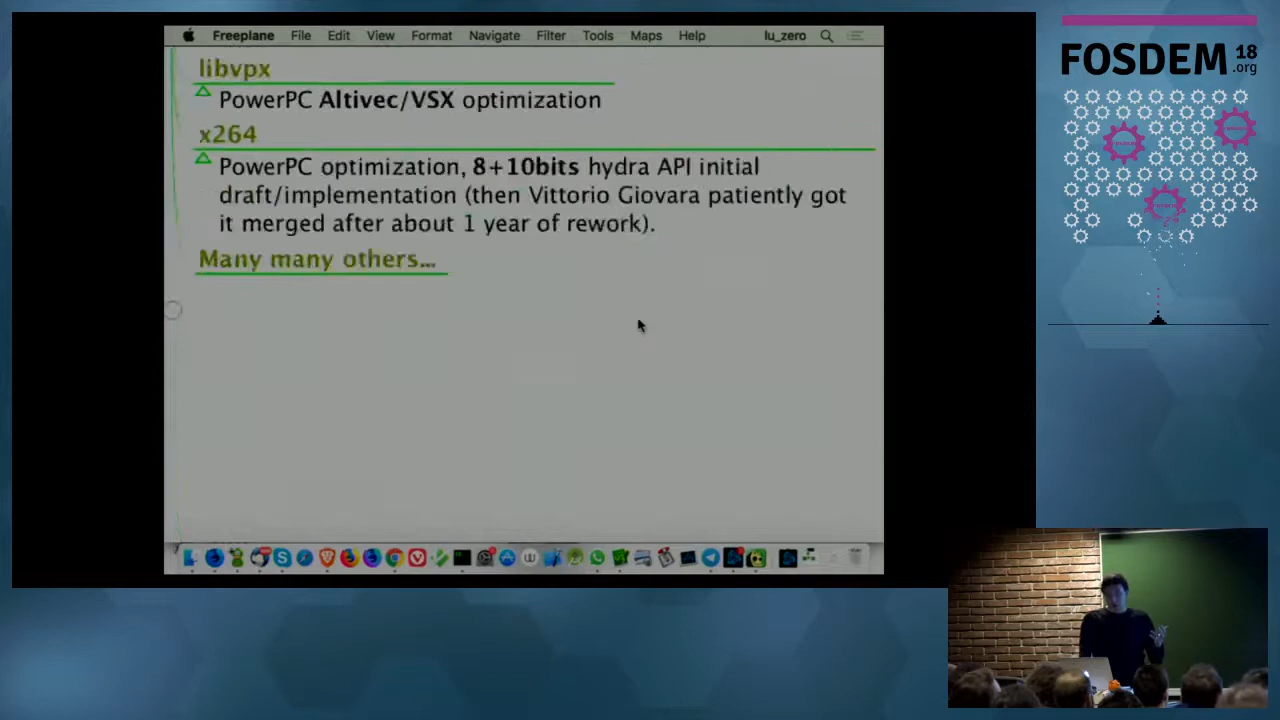 Freeplane File Edit View Format Navigate Filter Tools Maps Help lu_zero
libvpx
PowerPC Altivec/VSX optimization
x264
PowerPC optimization, 8+10bits hydra API initial
draft/implementation (then Vittorio Giovara patiently got
it merged after about 1 year of rework).
Many many others...
FOSDEM 18
.org